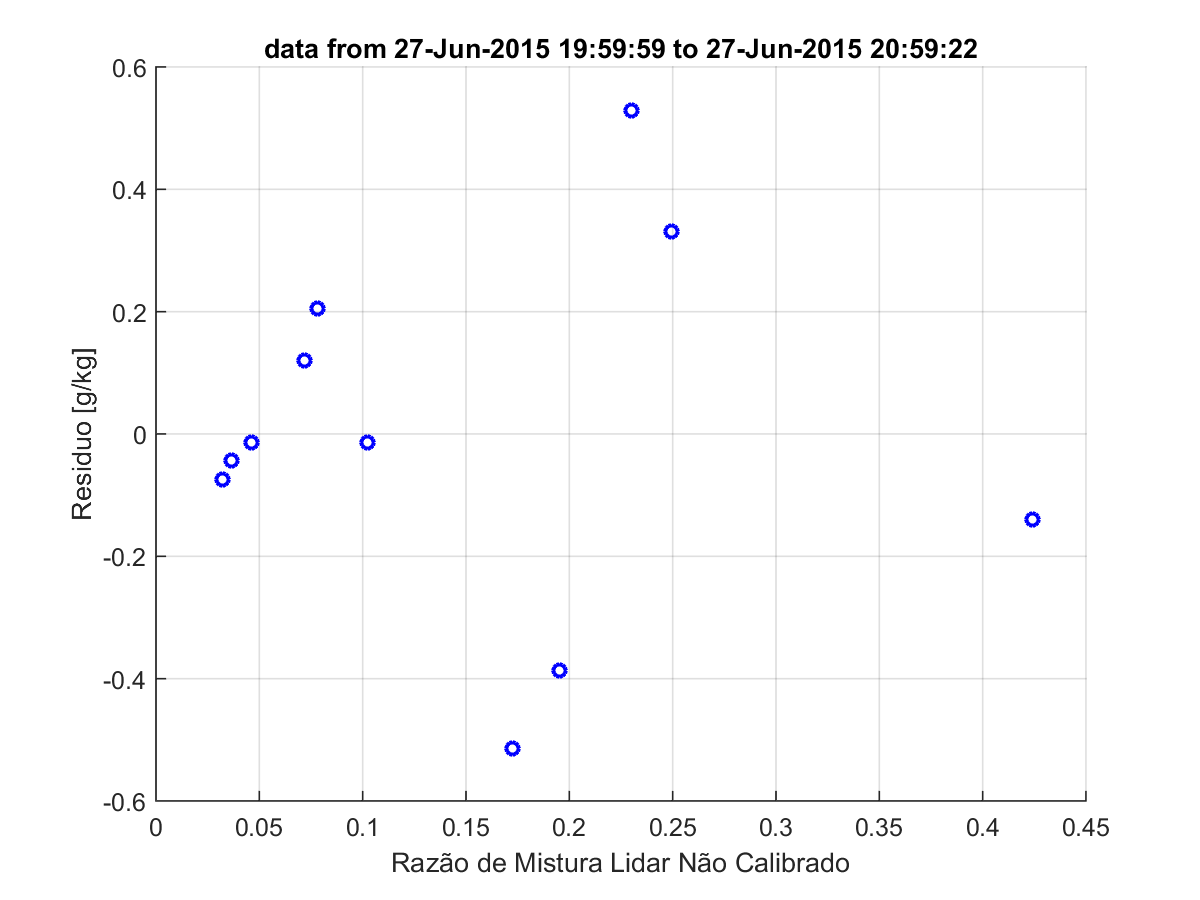 data from 27-Jun-2015 19:59:59 to 27-Jun-2015 20:59:22
0.6
0.4
0.2
0
-0.2
-0.4
-0.6
Residuo [g/kg]
0 0.05 0.1 0.15 0.2 0.25 0.3 0.35 0.4 0.45
Razão de Mistura Lidar Não Calibrado